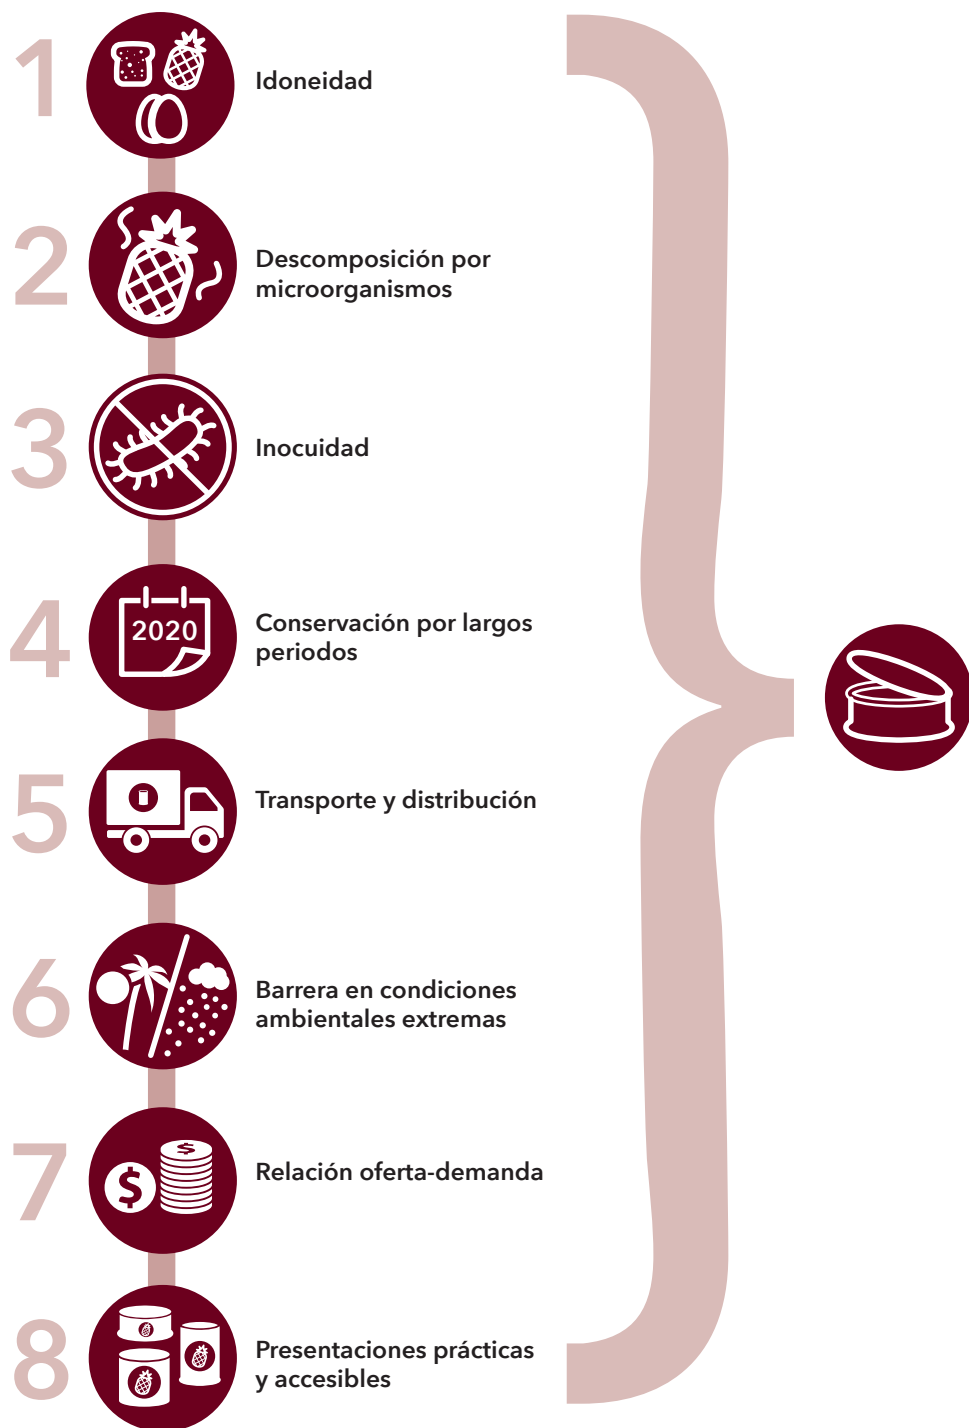 1
Idoneidad
2
Descomposición por
microorganismos
3
Inocuidad
4
2020
Conservación por largos
periodos
5
Transporte y distribución
6
Barrera en condiciones
ambientales extremas
7
$
$
Relación oferta-demanda
8
Presentaciones prácticas
y accesibles